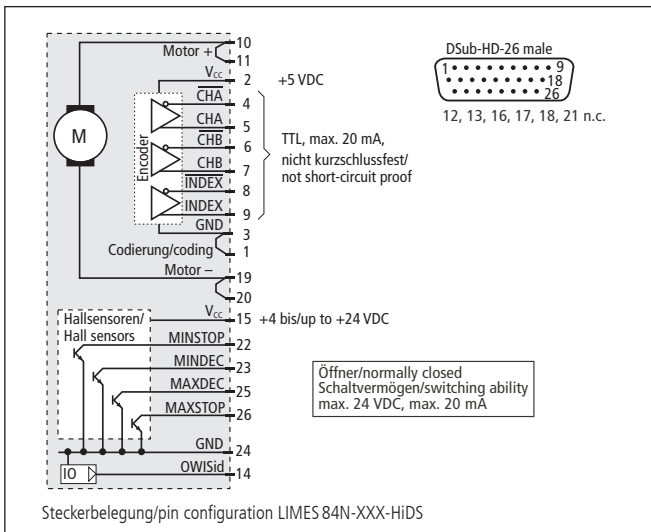 Motor + 10
11
Vcc 2 +5 VDC
CHA 4
CHA 5
CHB 6
CHB 7
INDEX 8
INDEX 9
GND 3
Codierung/coding 1
Motor – 19
20
M
Encoder
TTL, max. 20 mA,
nicht kurzschlussfest/
not short-circuit proof
DSub-HD-26 male
1 9
18
26
12, 13, 16, 17, 18, 21 n.c.
Vcc 15 +4 bis/up to +24 VDC
Hallsensoren/
Hall sensors
MINSTOP 22
MINDEC 23
MAXDEC 25
MAXSTOP 26
GND 24
IO OWISid 14
Öffner/normally closed
Schaltvermögen/switching ability
max. 24 VDC, max. 20 mA
Steckerbelegung/pin configuration LIMES 84N-XXX-HiDS